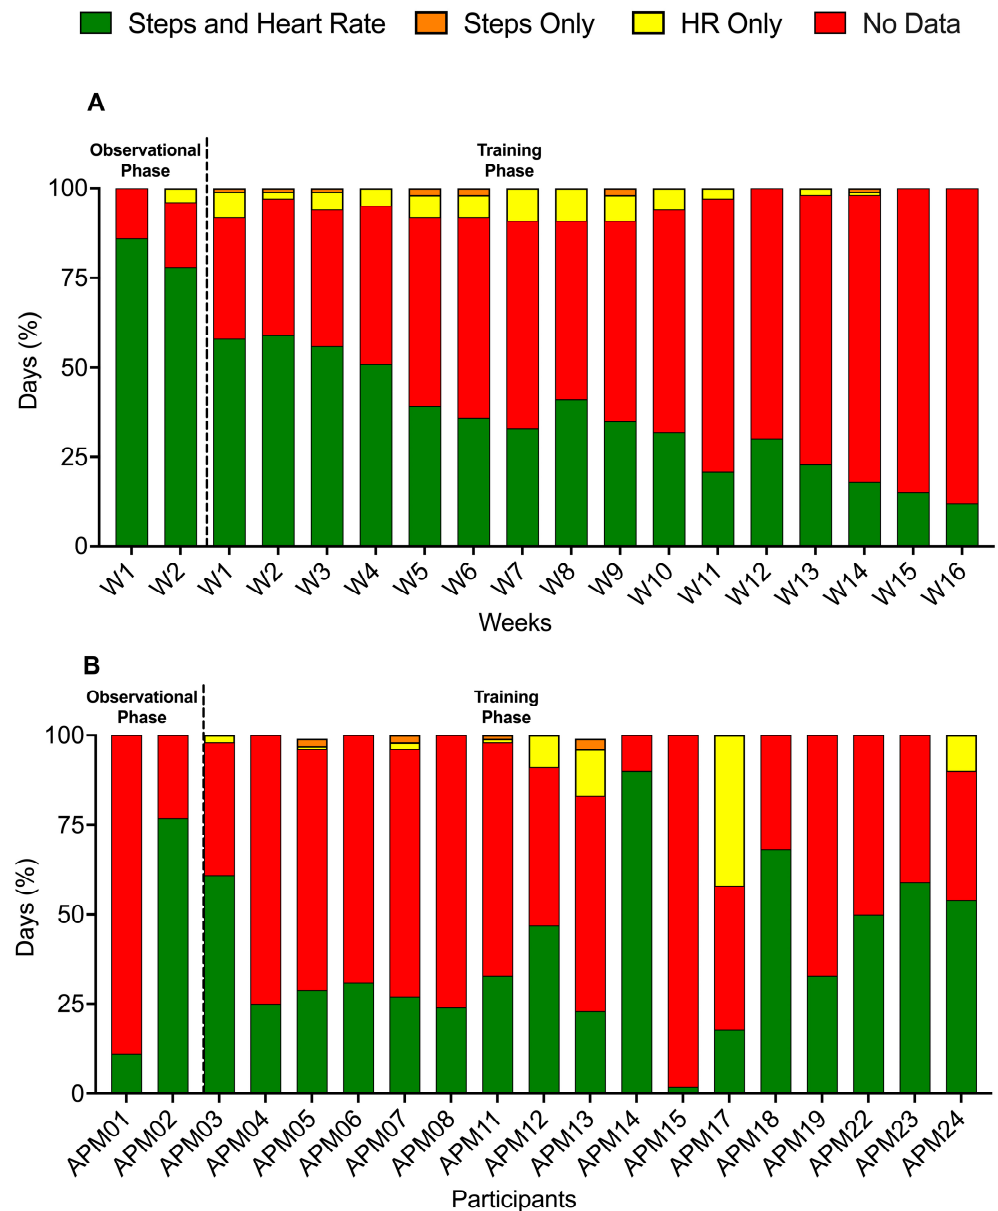 Steps and Heart Rate Steps Only HR Only No Data
A
Observational Phase
Training Phase
100
75
50
25
0
Days (%)
W1 W2 W1 W2 W3 W4 W5 W6 W7 W8 W9 W10 W11 W12 W13 W14 W15 W16
Weeks
B
Observational Phase
Training Phase
100
75
50
25
0
Days (%)
APM01 APM02 APM03 APM04 APM05 APM06 APM07 APM08 APM11 APM12 APM13 APM14 APM15 APM17 APM18 APM19 APM22 APM23 APM24
Participants